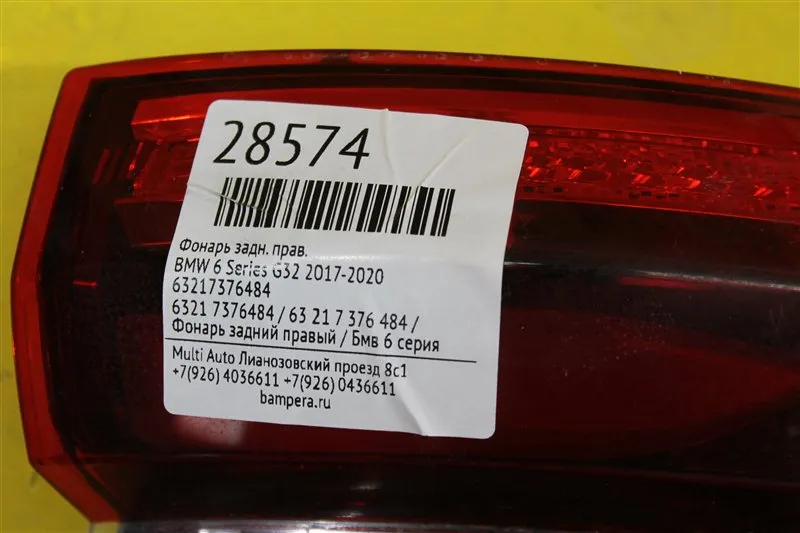 28574
Фонарь задн. прав.
BMW 6 Series G32 2017-2020
63217376484
6321 7376484 / 63 21 7 376 484 /
Фонарь задний правый / Бмв 6 серия
Multi Auto Лианозовский проезд 8с1
+7(926) 4036611 +7(926) 0436611
bampera.ru